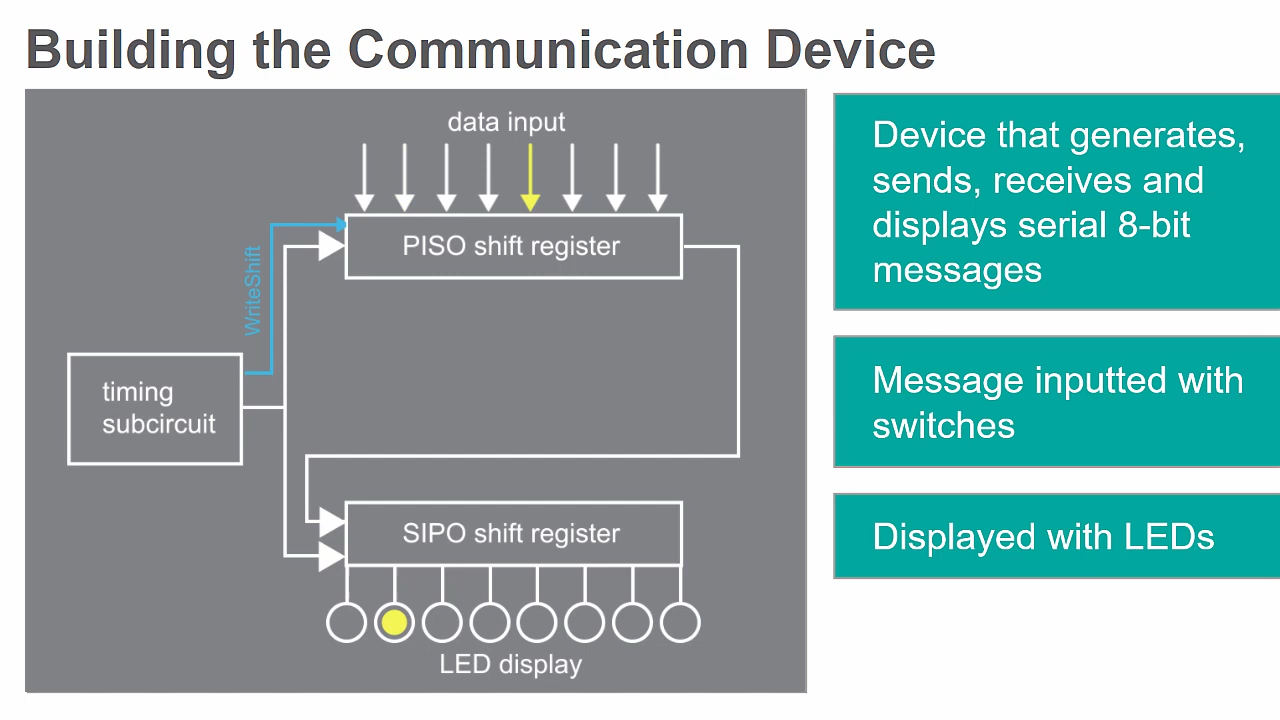 Building the Communication Device
data input
PISO shift register
WriteShift
timing
subcircuit
SIPO shift register
LED display
Device that generates,
sends, receives and
displays serial 8-bit
messages
Message inputted with
switches
Displayed with LEDs